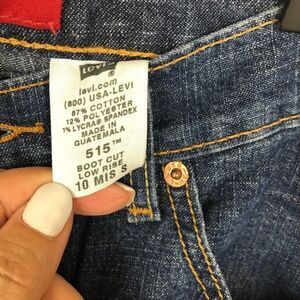 LEVI'S
levi.com
(800) USA-LEVI
87% COTTON
12% POLYESTER
1% LYCRA® SPANDEX
MADE IN
GUATEMALA
515™
BOOT CUT
LOW RISE
10 MIS S